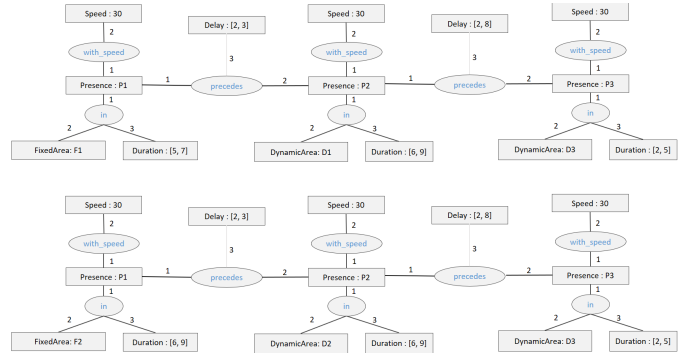 Speed : 30
Delay : [2, 3]
Speed : 30
Delay : [2, 8]
Speed : 30
2
2
2
with_speed
3
with_speed
3
with_speed
1
1
1
Presence : P1
1
precedes
2
Presence : P2
1
precedes
2
Presence : P3
1
1
1
in
in
in
2
3
2
3
2
3
FixedArea: F1
Duration : [5, 7]
DynamicArea: D1
Duration : [6, 9]
DynamicArea: D3
Duration : [2, 5]
Speed : 30
Delay : [2, 3]
Speed : 30
Delay : [2, 8]
Speed : 30
2
2
2
with_speed
3
with_speed
3
with_speed
1
1
1
Presence : P1
1
precedes
2
Presence : P2
1
precedes
2
Presence : P3
1
1
1
in
in
in
2
3
2
3
2
3
FixedArea: F2
Duration : [6, 9]
DynamicArea: D2
Duration : [6, 9]
DynamicArea: D3
Duration : [2, 5]